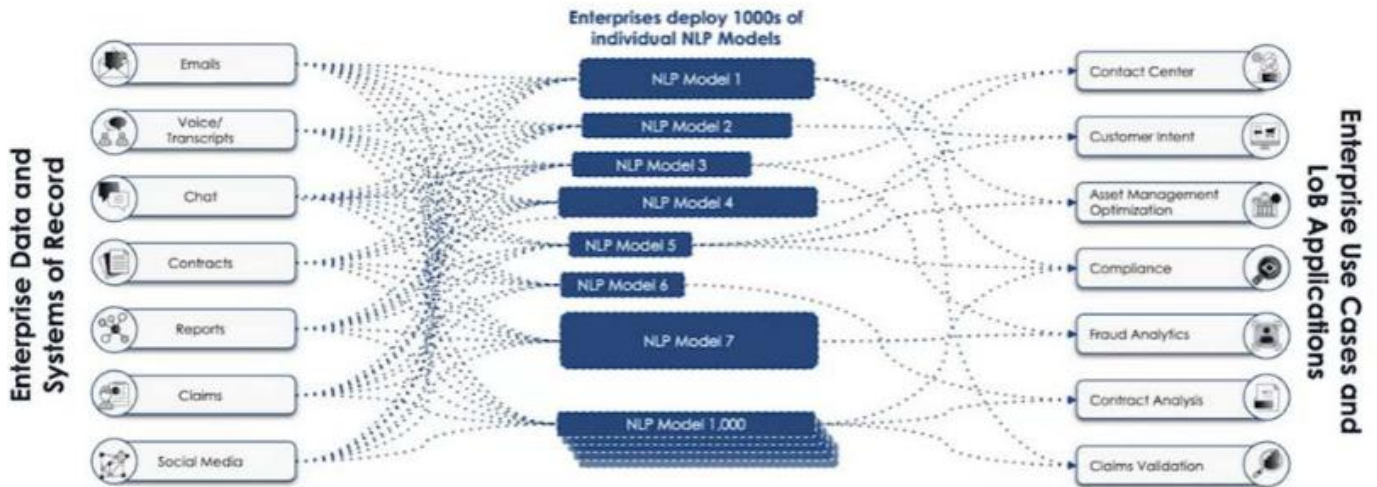 Enterprises deploy 1000s of
individual NLP Models
Enterprise Data and
Systems of Record
Emails
Voice/
Transcripts
Chat
Contracts
Reports
Claims
Social Media
NLP Model 1
NLP Model 2
NLP Model 3
NLP Model 4
NLP Model 5
NLP Model 6
NLP Model 7
NLP Model 1,000
Contact Center
Customer Intent
Asset Management
Optimization
Compliance
Fraud Analytics
Contract Analysis
Claims Validation
Enterprise Use Cases and
LoB Applications